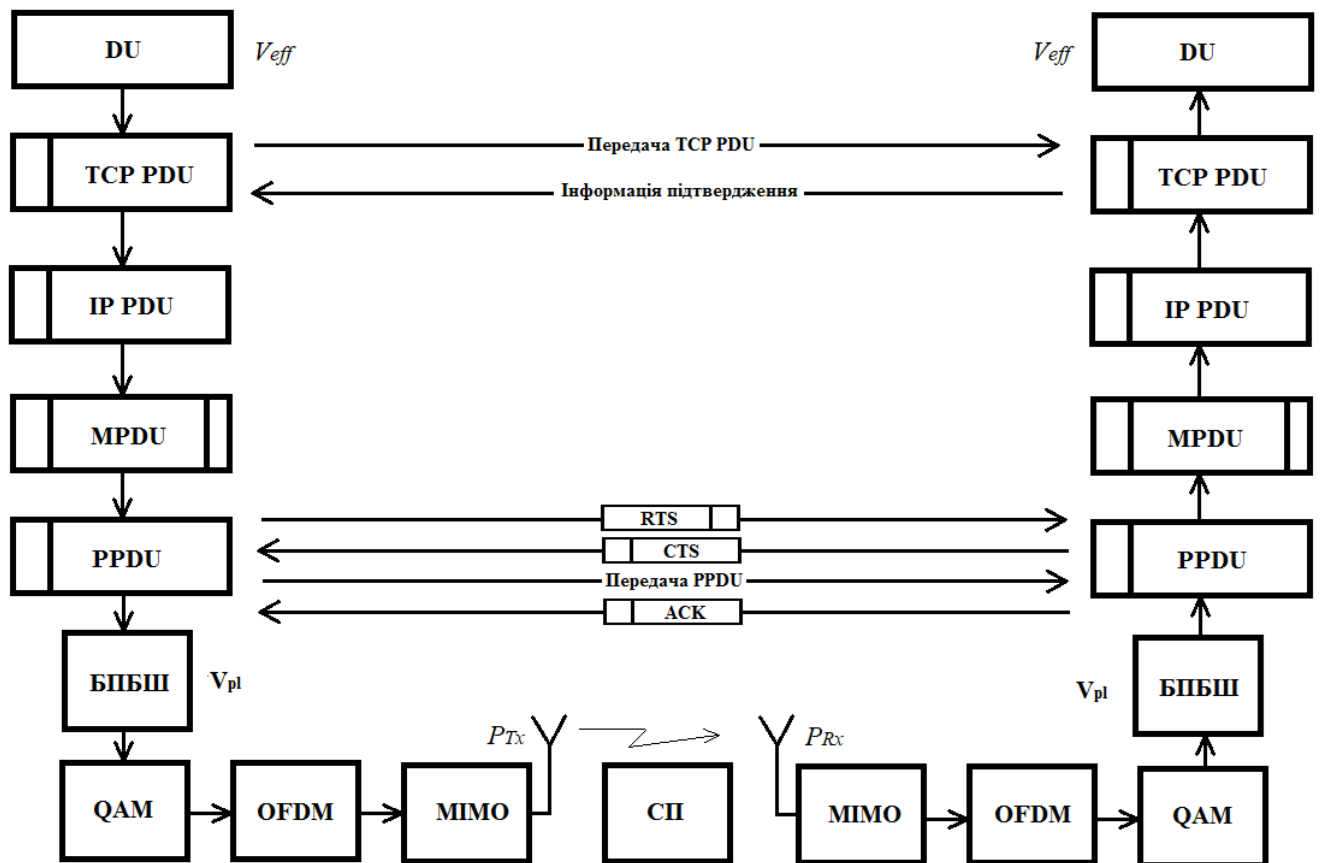 DU
Veff
Veff
DU
TCP PDU
Передача TCP PDU
TCP PDU
Інформація підтвердження
IP PDU
IP PDU
MPDU
MPDU
RTS
CTS
PPDU
Передача PPDU
PPDU
ACK
БПБШ
Vpl
Vpl
БПБШ
PTx
PRx
QAM
OFDM
MIMO
СП
MIMO
OFDM
QAM